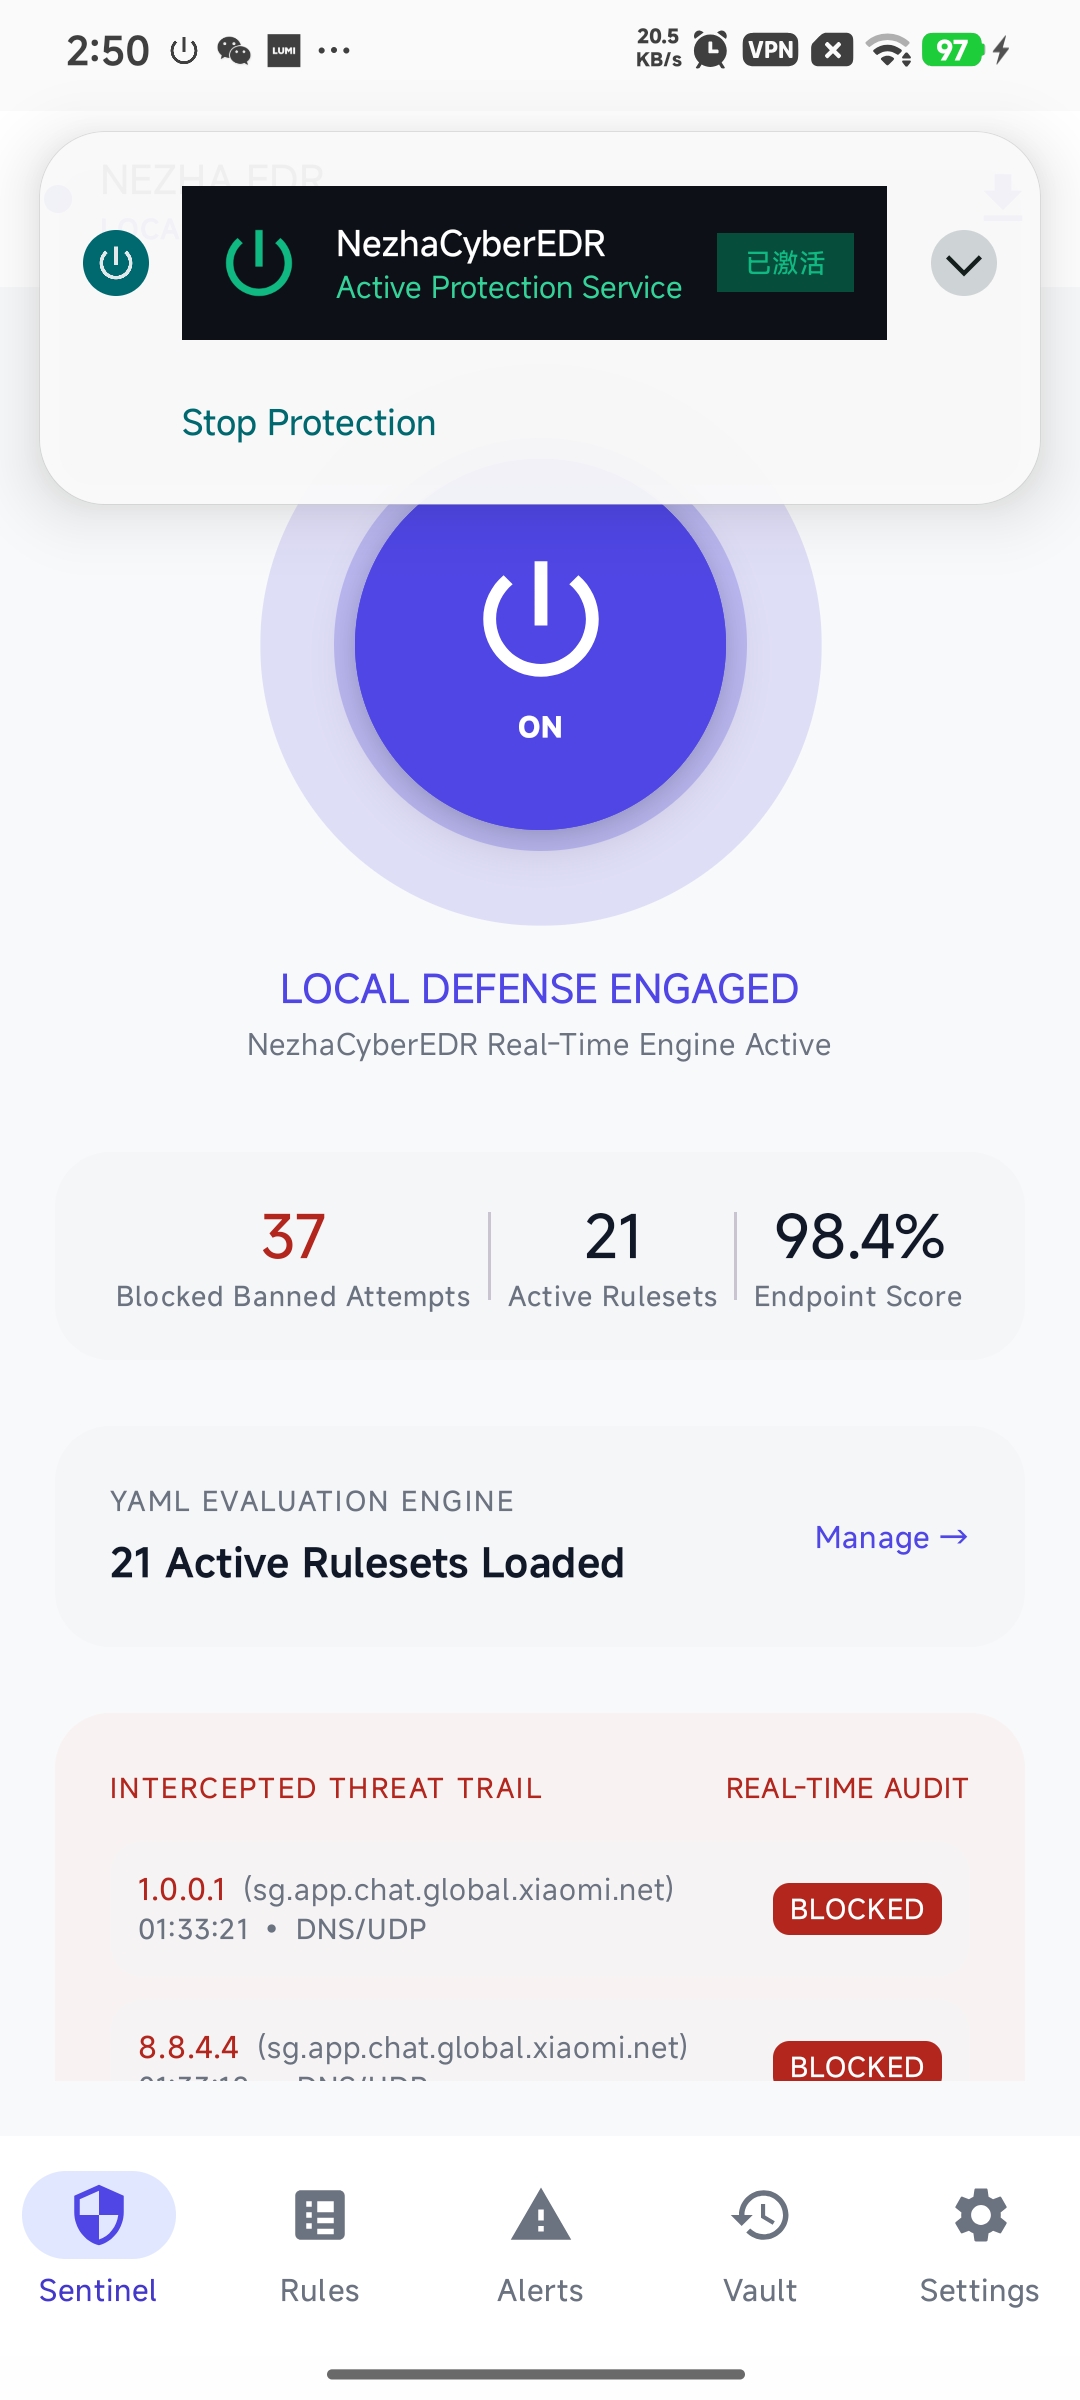 2:50 LUMI ... 20.5 KB/s VPN 97
NEZHA EDR
LOCA
NezhaCyberEDR
Active Protection Service
已激活
Stop Protection
ON
LOCAL DEFENSE ENGAGED
NezhaCyberEDR Real-Time Engine Active
37 21 98.4%
Blocked Banned Attempts Active Rulesets Endpoint Score
YAML EVALUATION ENGINE
21 Active Rulesets Loaded
Manage →
INTERCEPTED THREAT TRAIL REAL-TIME AUDIT
1.0.0.1 (sg.app.chat.global.xiaomi.net)
01:33:21 • DNS/UDP
BLOCKED
8.8.4.4 (sg.app.chat.global.xiaomi.net)
BLOCKED
Sentinel Rules Alerts Vault Settings